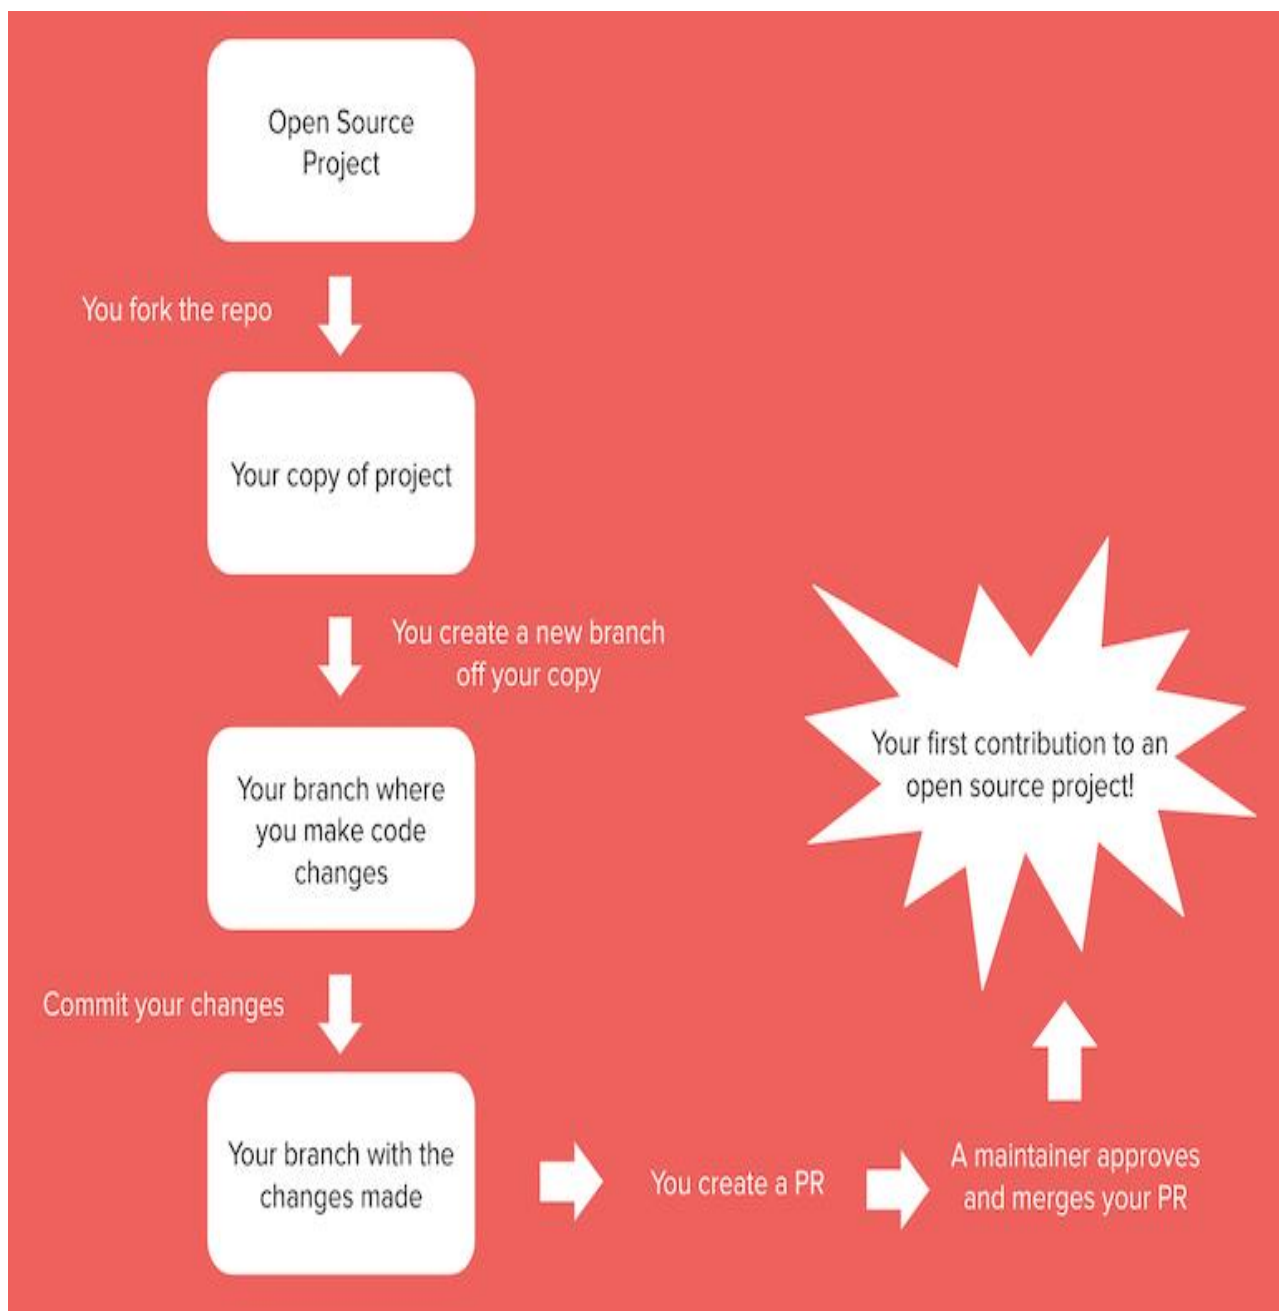 Open Source
Project
You fork the repo
Your copy of project
You create a new branch
off your copy
Your branch where
you make code
changes
Commit your changes
Your branch with the
changes made
You create a PR
A maintainer approves
and merges your PR
Your first contribution to an
open source project!